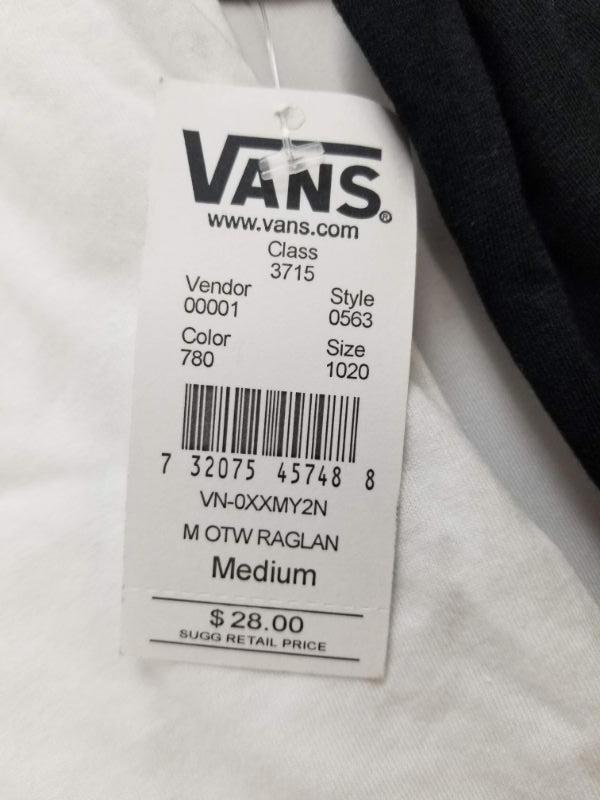 VANS®
www.vans.com
Class
3715
Vendor Style
00001 0563
Color Size
780 1020
7 32075 45748 8
VN-0XXMY2N
M OTW RAGLAN
Medium
$28.00
SUGG RETAIL PRICE